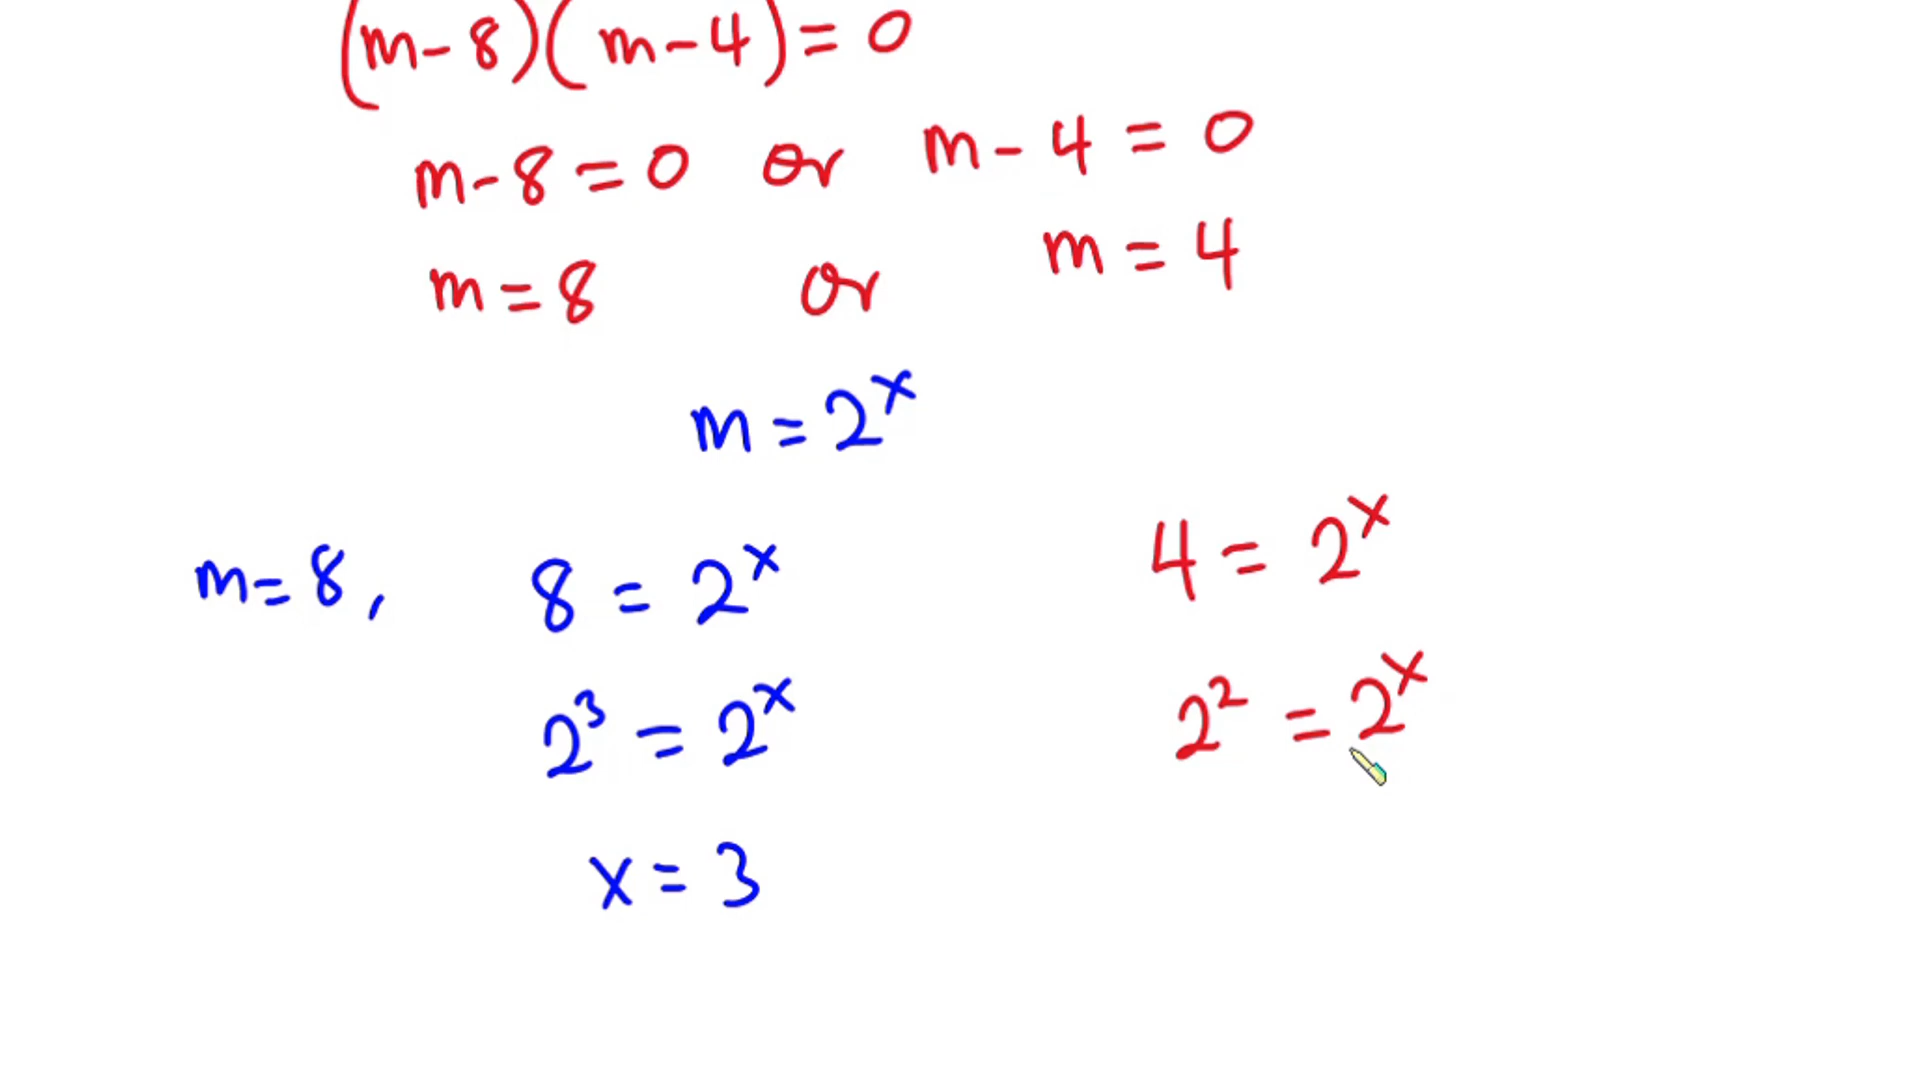 (m-8)(m-4)=0
m-8=0 or m-4=0
m=8 or m=4
m=2^x
m=8, 8=2^x 4=2^x
2^3=2^x 2^2=2^x
x=3